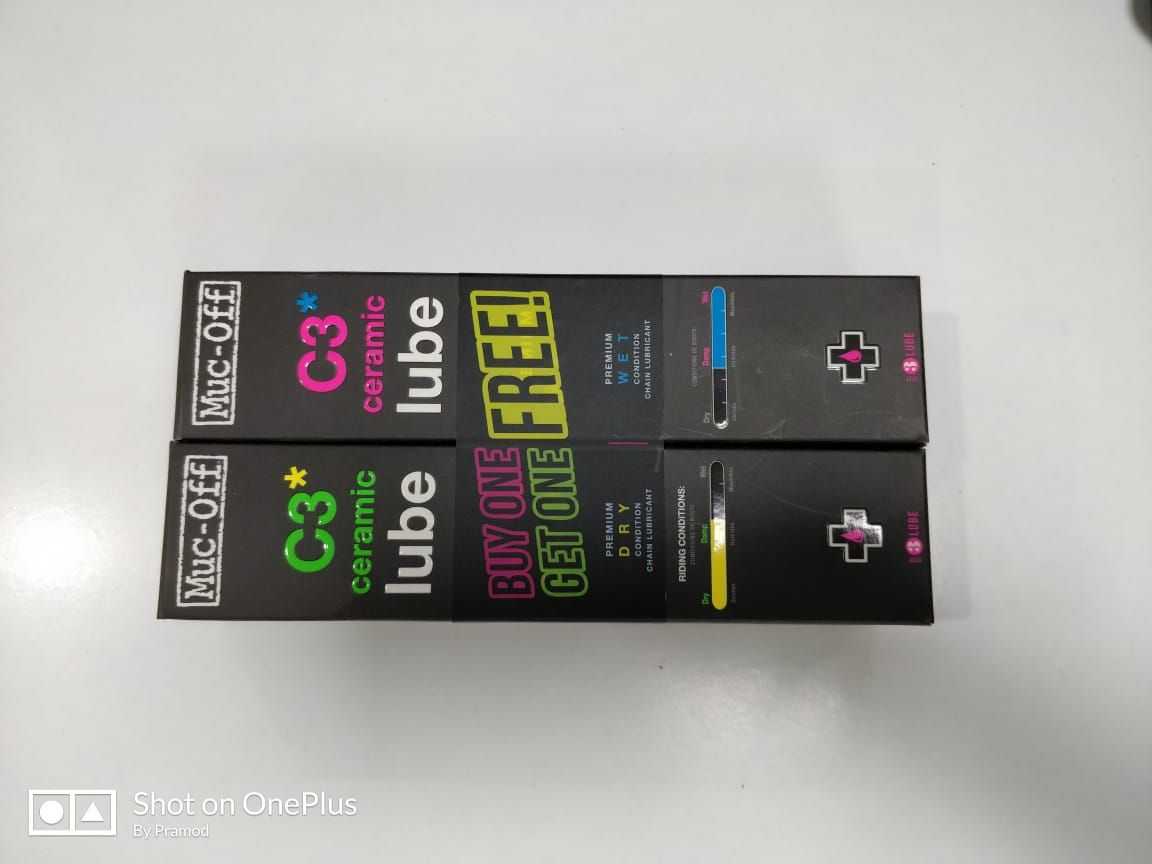 Muc-Off
C3*
ceramic
lube
Muc-Off
C3*
ceramic
lube
BUY ONE
GET ONE FREE!
PREMIUM
WET
CONDITION
CHAIN LUBRICANT
PREMIUM
DRY
CONDITION
CHAIN LUBRICANT
Dry Damp Wet
RIDING CONDITIONS:
Dry Damp Wet
LUBE
LUBE
Shot on OnePlus
By Pramod